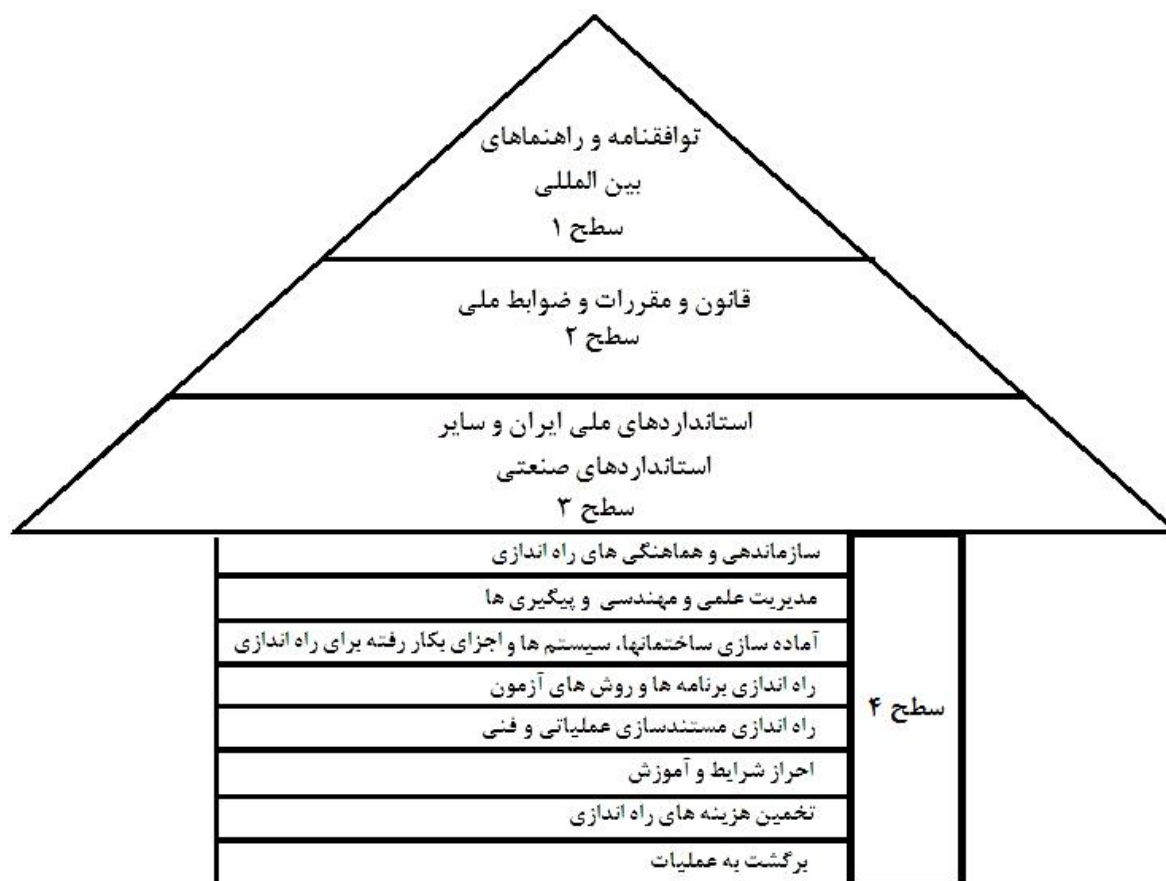 توافقنامه و راهنماهای
بین المللی
سطح ۱
قانون و مقررات و ضوابط ملی
سطح ۲
استانداردهای ملی ایران و سایر
استانداردهای صنعتی
سطح ۳
سازماندهی و هماهنگی های راه اندازی
مدیریت علمی و مهندسی و پیگیری ها
آماده سازی ساختمانها، سیستم ها و اجزای بکار رفته برای راه اندازی
راه اندازی برنامه ها و روش های آزمون
راه اندازی مستندسازی عملیاتی و فنی
احراز شرایط و آموزش
تخمین هزینه های راه اندازی
برگشت به عملیات
سطح ۴